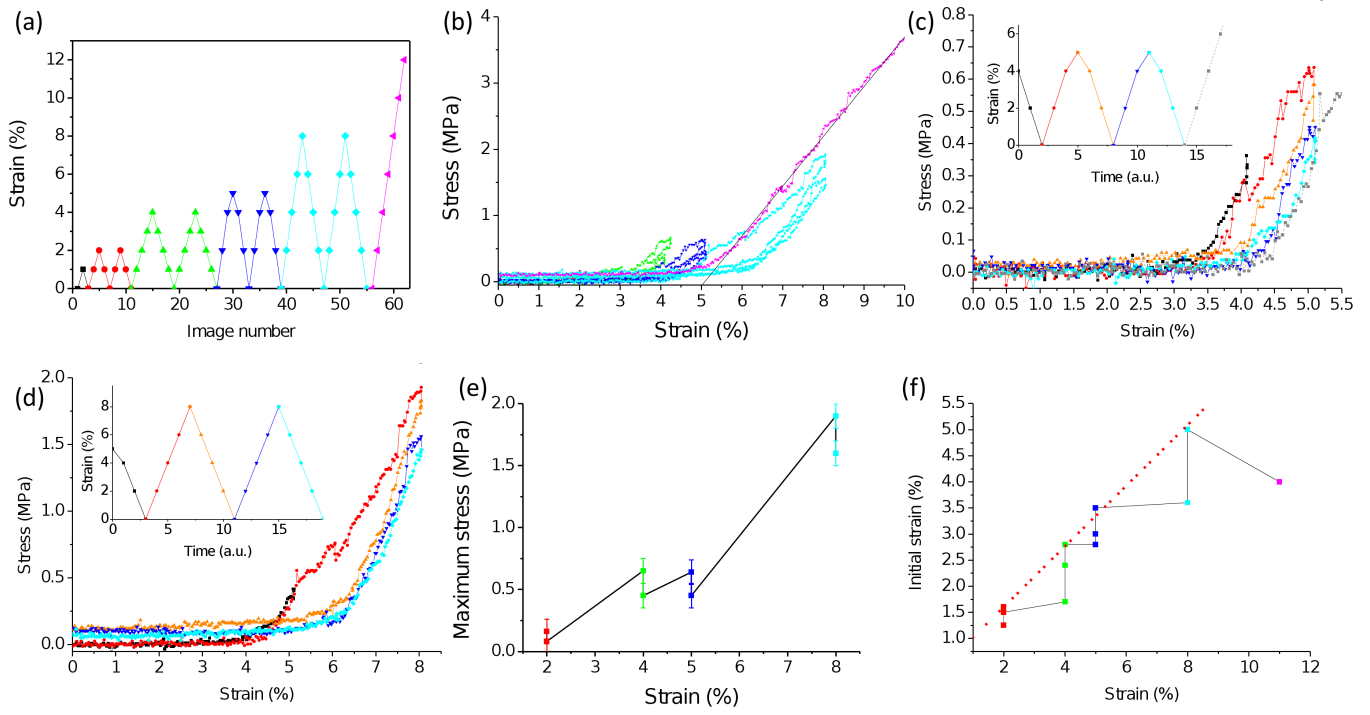 (a)
Strain (%)
12
10
8
6
4
2
0
0 10 20 30 40 50 60
Image number
(b)
Stress (MPa)
4
3
2
1
0
0 1 2 3 4 5 6 7 8 9 10
Strain (%)
(c)
Stress (MPa)
0.8
0.7
0.6
0.5
0.4
0.3
0.2
0.1
0.0
0.0 0.5 1.0 1.5 2.0 2.5 3.0 3.5 4.0 4.5 5.0 5.5
Strain (%)
Strain (%)
6
4
2
0
0 5 10 15
Time (a.u.)
(d)
Stress (MPa)
2.0
1.5
1.0
0.5
0.0
0 1 2 3 4 5 6 7 8
Strain (%)
Strain (%)
8
6
4
2
0
0 5 10 15
Time (a.u.)
(e)
Maximum stress (MPa)
2.0
1.5
1.0
0.5
0.0
2 3 4 5 6 7 8
Strain (%)
(f)
Initial strain (%)
5.5
5.0
4.5
4.0
3.5
3.0
2.5
2.0
1.5
1.0
2 4 6 8 10 12
Strain (%)